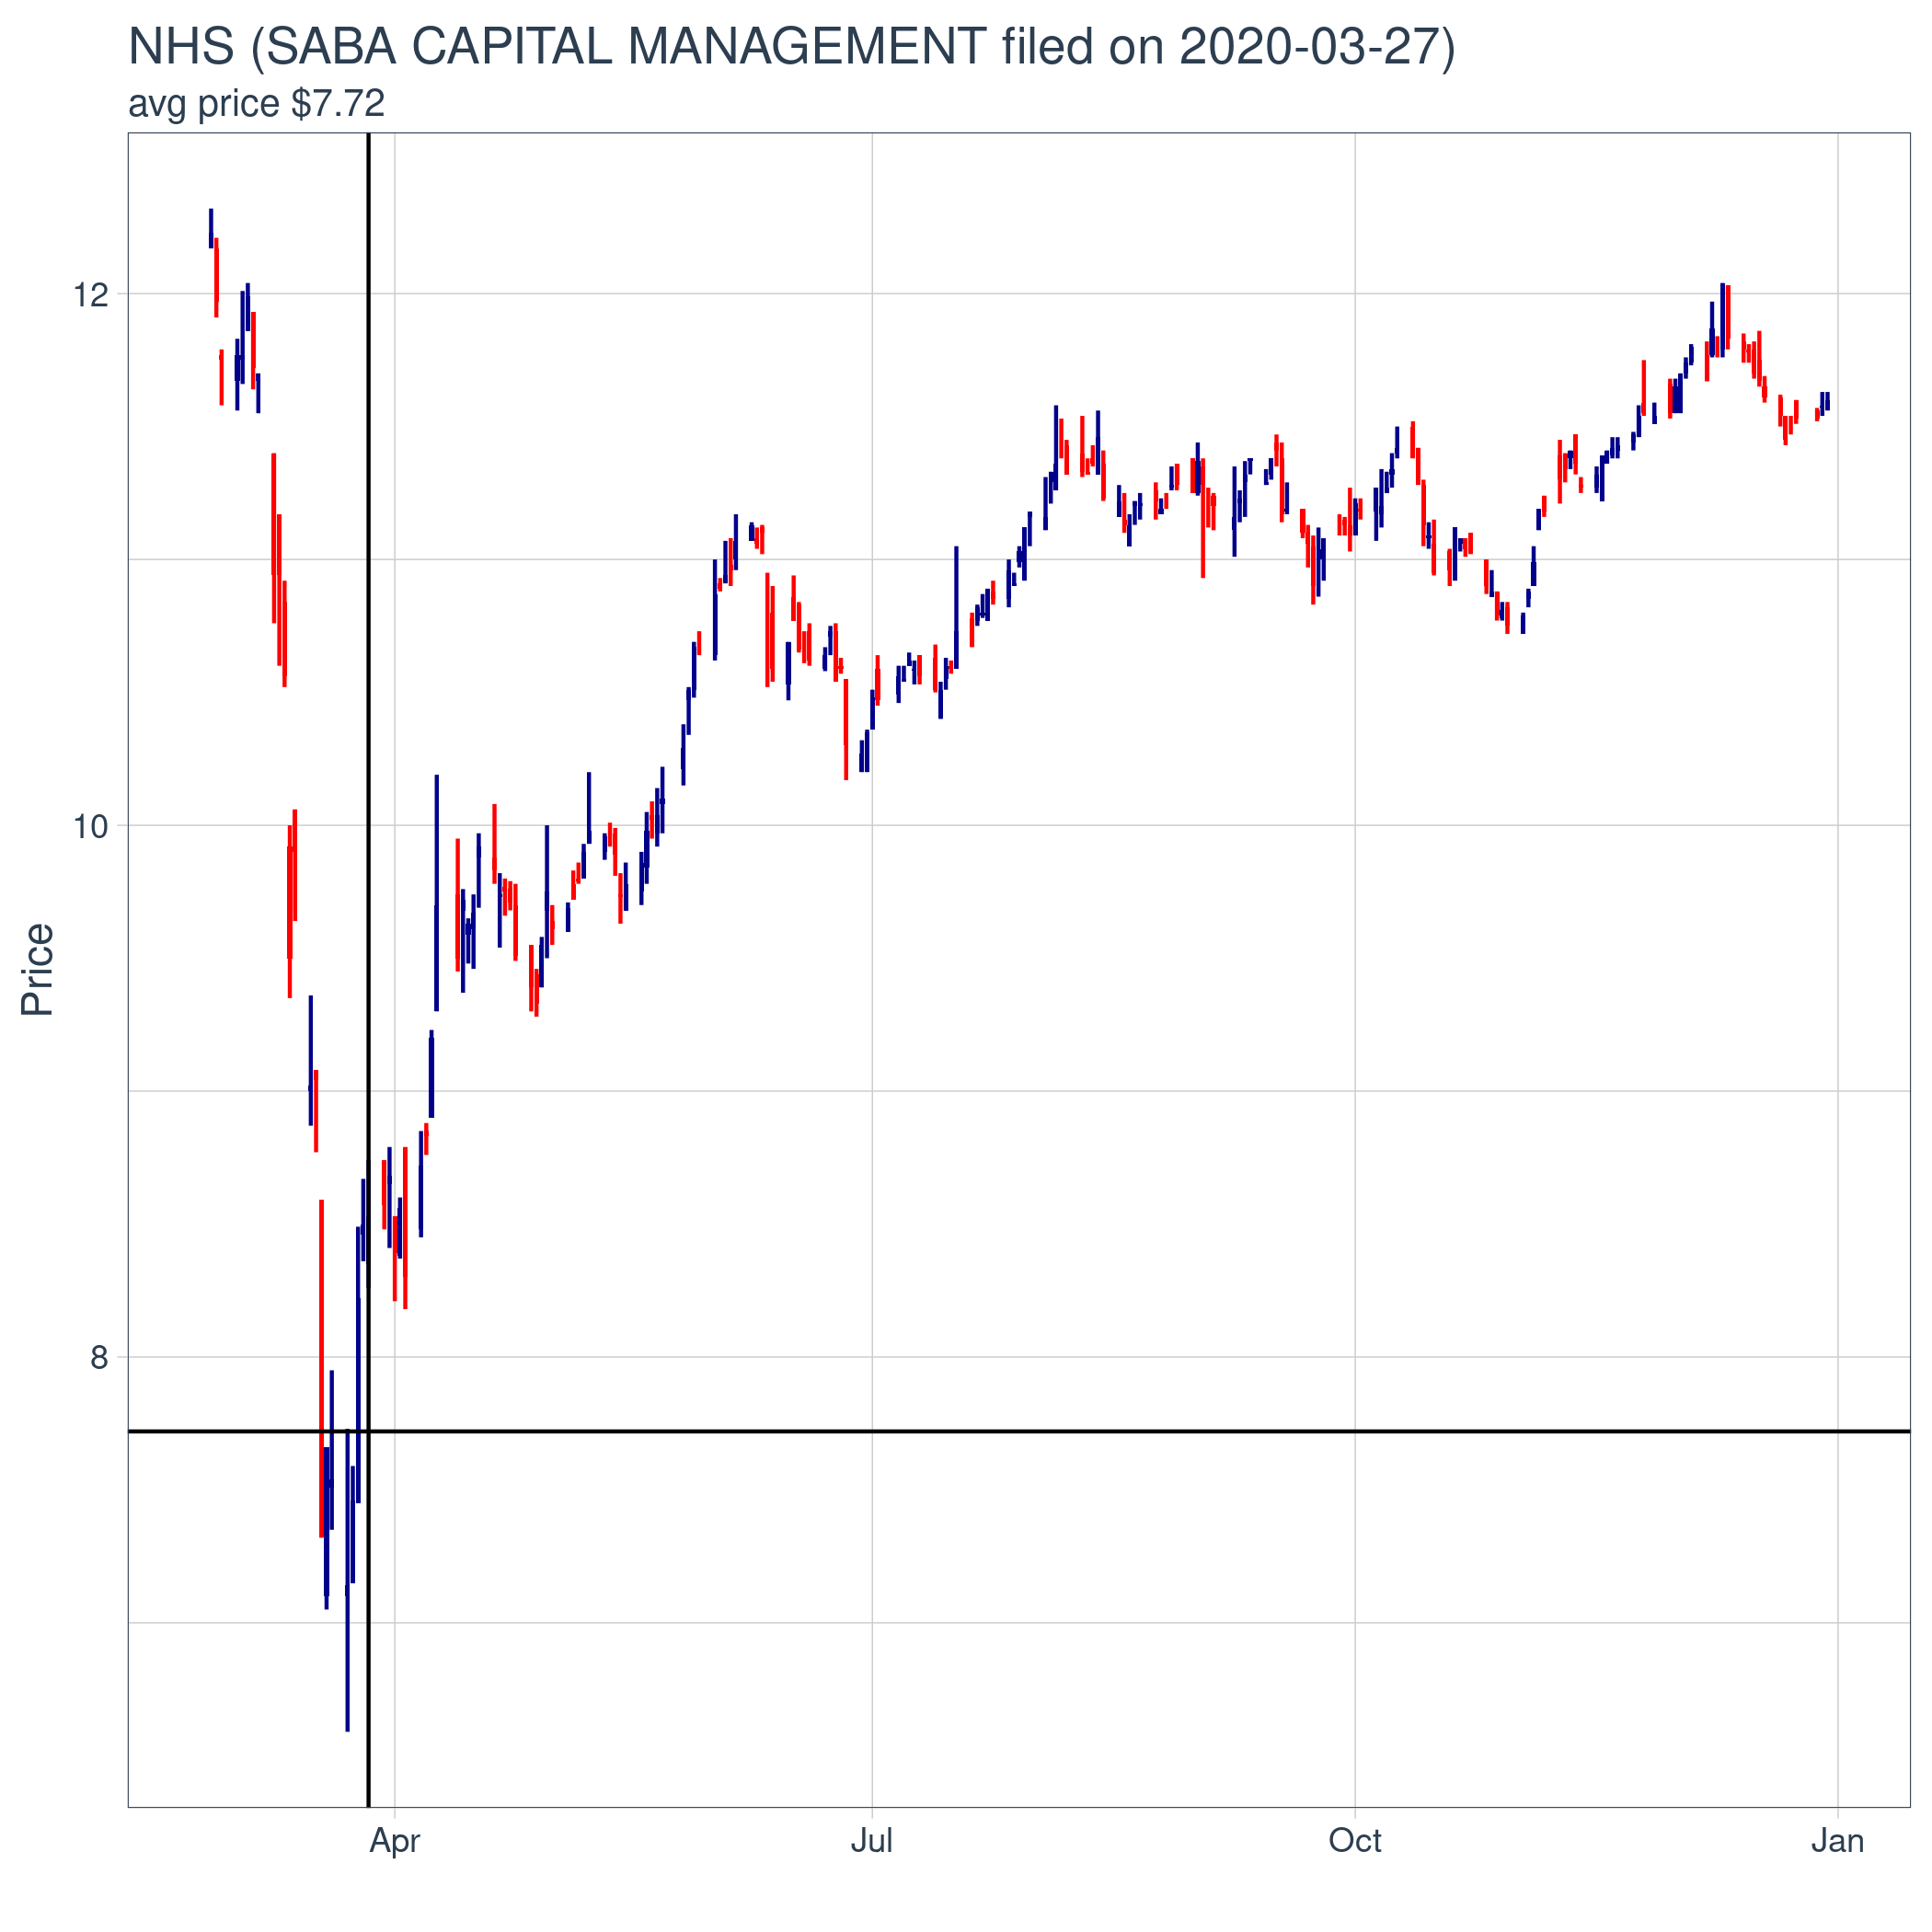 NHS (SABA CAPITAL MANAGEMENT filed on 2020-03-27)
avg price $7.72
12
10
8
Price
Apr Jul Oct Jan